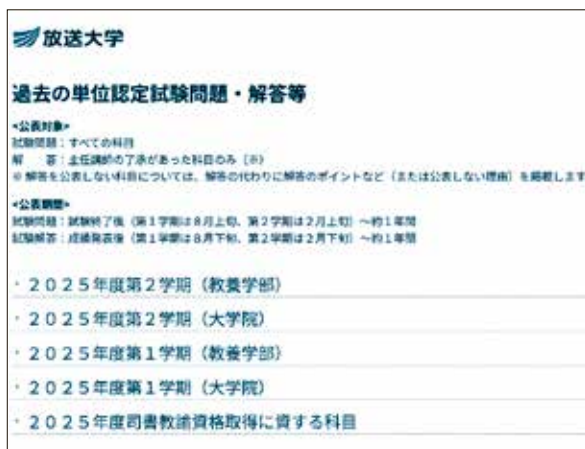 放送大学
過去の単位認定試験問題・解答等
<公表対象>
試験問題：すべての科目
解　　答：主任講師の了承があった科目のみ（※）
※ 解答を公表しない科目については、解答の代わりに解答のポイントなど（または公表しない理由）を掲載します
<公表期間>
試験問題：試験終了後（第１学期は８月上旬、第２学期は２月上旬）～約１年間
試験解答：成績発表後（第１学期は８月下旬、第２学期は２月下旬）～約１年間
・２０２５年度第２学期（教養学部）
・２０２５年度第２学期（大学院）
・２０２５年度第１学期（教養学部）
・２０２５年度第１学期（大学院）
・２０２５年度司書教諭資格取得に資する科目